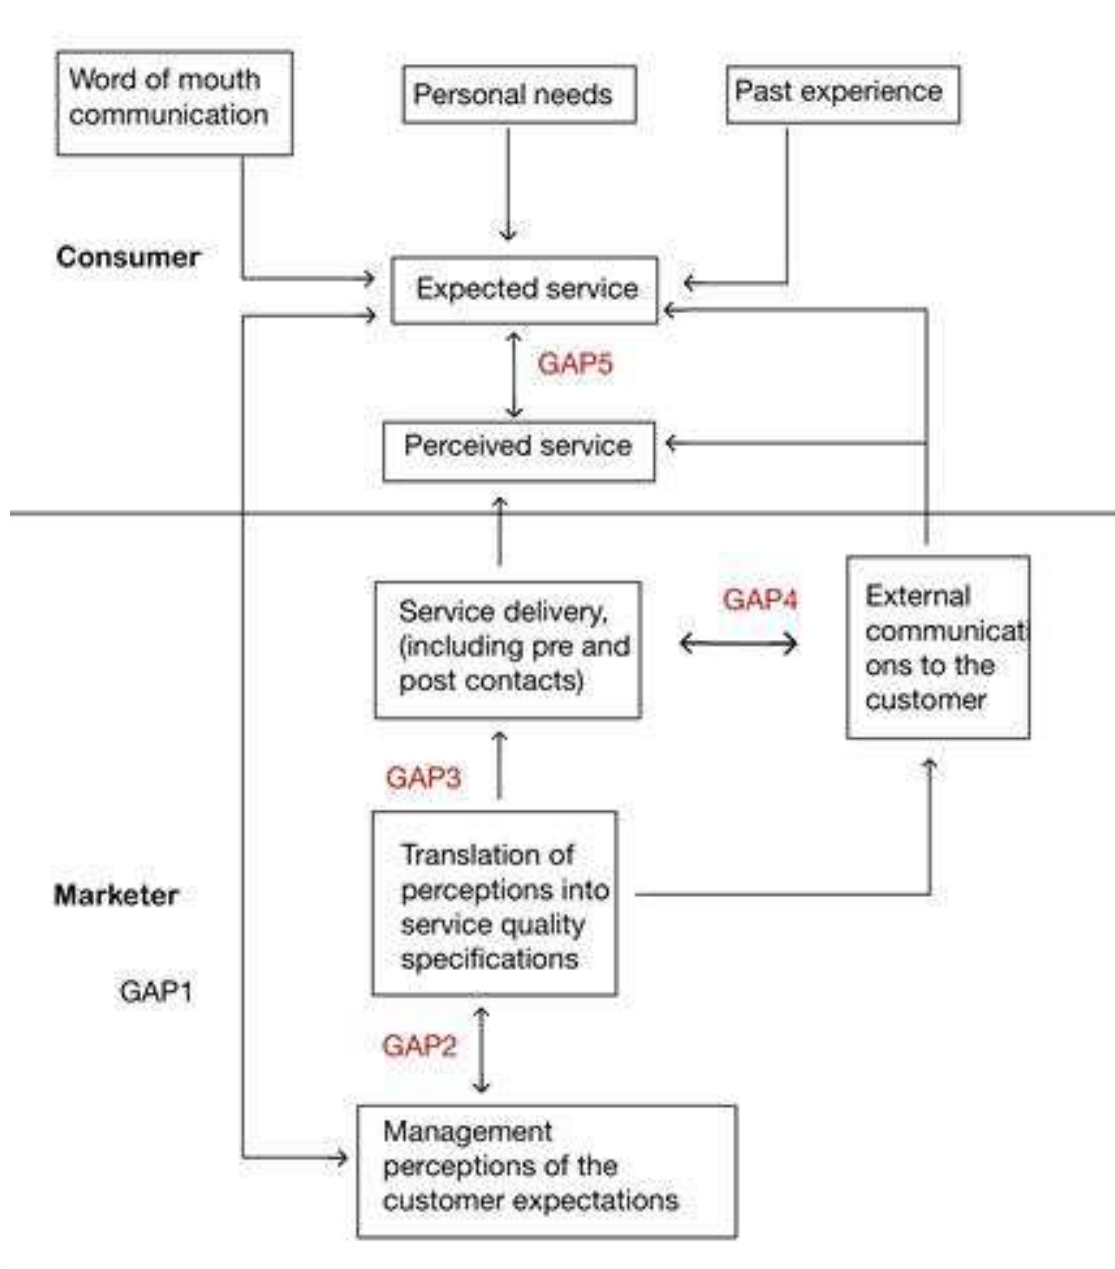 Word of mouth
communication
Personal needs
Past experience
Consumer
Expected service
GAP5
Perceived service
Service delivery,
(including pre and
post contacts)
GAP4
External
communicati
ons to the
customer
GAP3
Translation of
perceptions into
service quality
specifications
Marketer
GAP1
GAP2
Management
perceptions of the
customer expectations